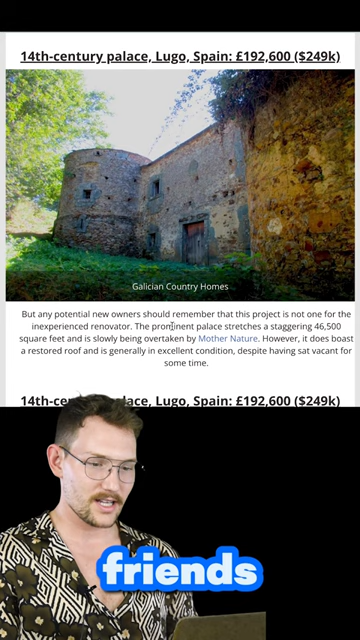 14th-century palace, Lugo, Spain: £192,600 ($249k)
Galician Country Homes
But any potential new owners should remember that this project is not one for the
inexperienced renovator. The prominent palace stretches a staggering 46,500
square feet and is slowly being overtaken by Mother Nature. However, it does boast
a restored roof and is generally in excellent condition, despite having sat vacant for
some time.
14th-century palace, Lugo, Spain: £192,600 ($249k)
friends